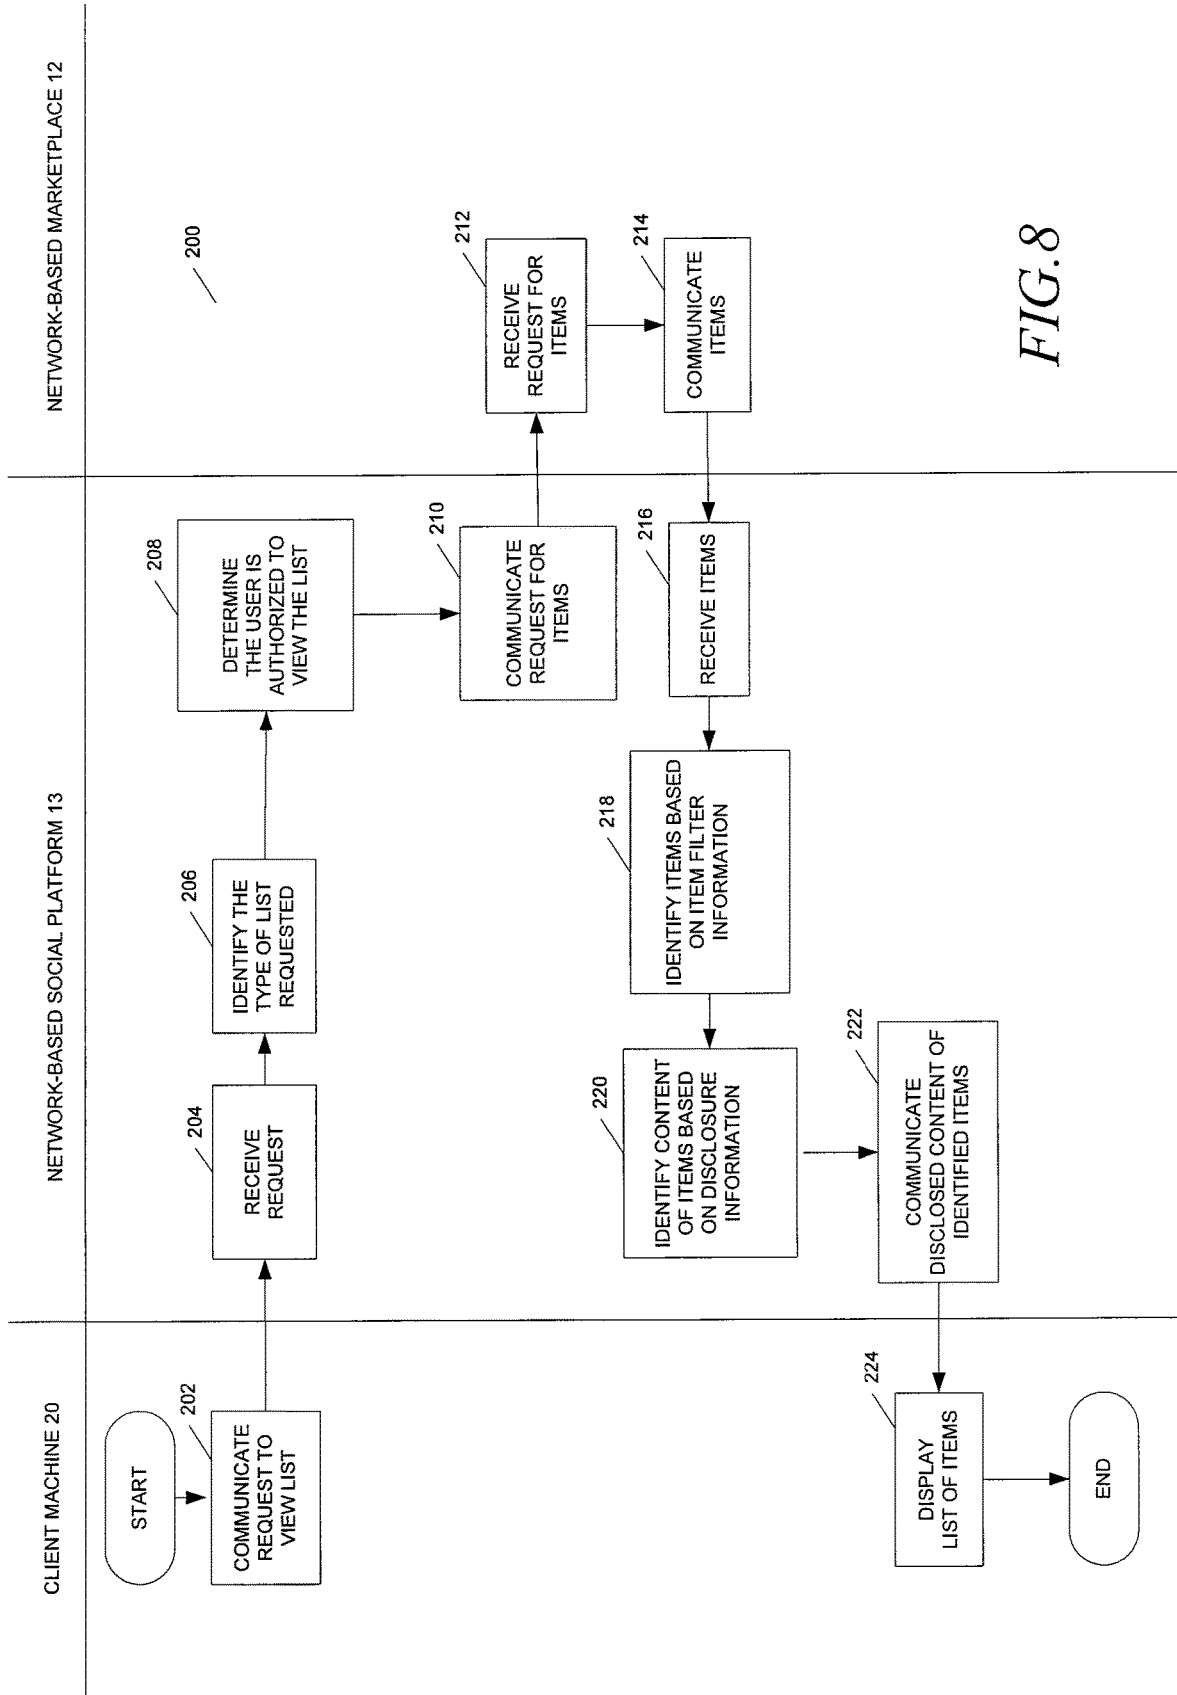 CLIENT MACHINE 20
NETWORK-BASED SOCIAL PLATFORM 13
NETWORK-BASED MARKETPLACE 12
START
202
COMMUNICATE
REQUEST TO
VIEW LIST
204
RECEIVE
REQUEST
206
IDENTIFY THE
TYPE OF LIST
REQUESTED
208
DETERMINE
THE USER IS
AUTHORIZED TO
VIEW THE LIST
200
210
COMMUNICATE
REQUEST FOR
ITEMS
212
RECEIVE
REQUEST FOR
ITEMS
214
COMMUNICATE
ITEMS
216
RECEIVE ITEMS
218
IDENTIFY ITEMS BASED
ON ITEM FILTER
INFORMATION
220
IDENTIFY CONTENT
OF ITEMS BASED
ON DISCLOSURE
INFORMATION
222
COMMUNICATE
DISCLOSED CONTENT OF
IDENTIFIED ITEMS
224
DISPLAY
LIST OF ITEMS
END
FIG.8